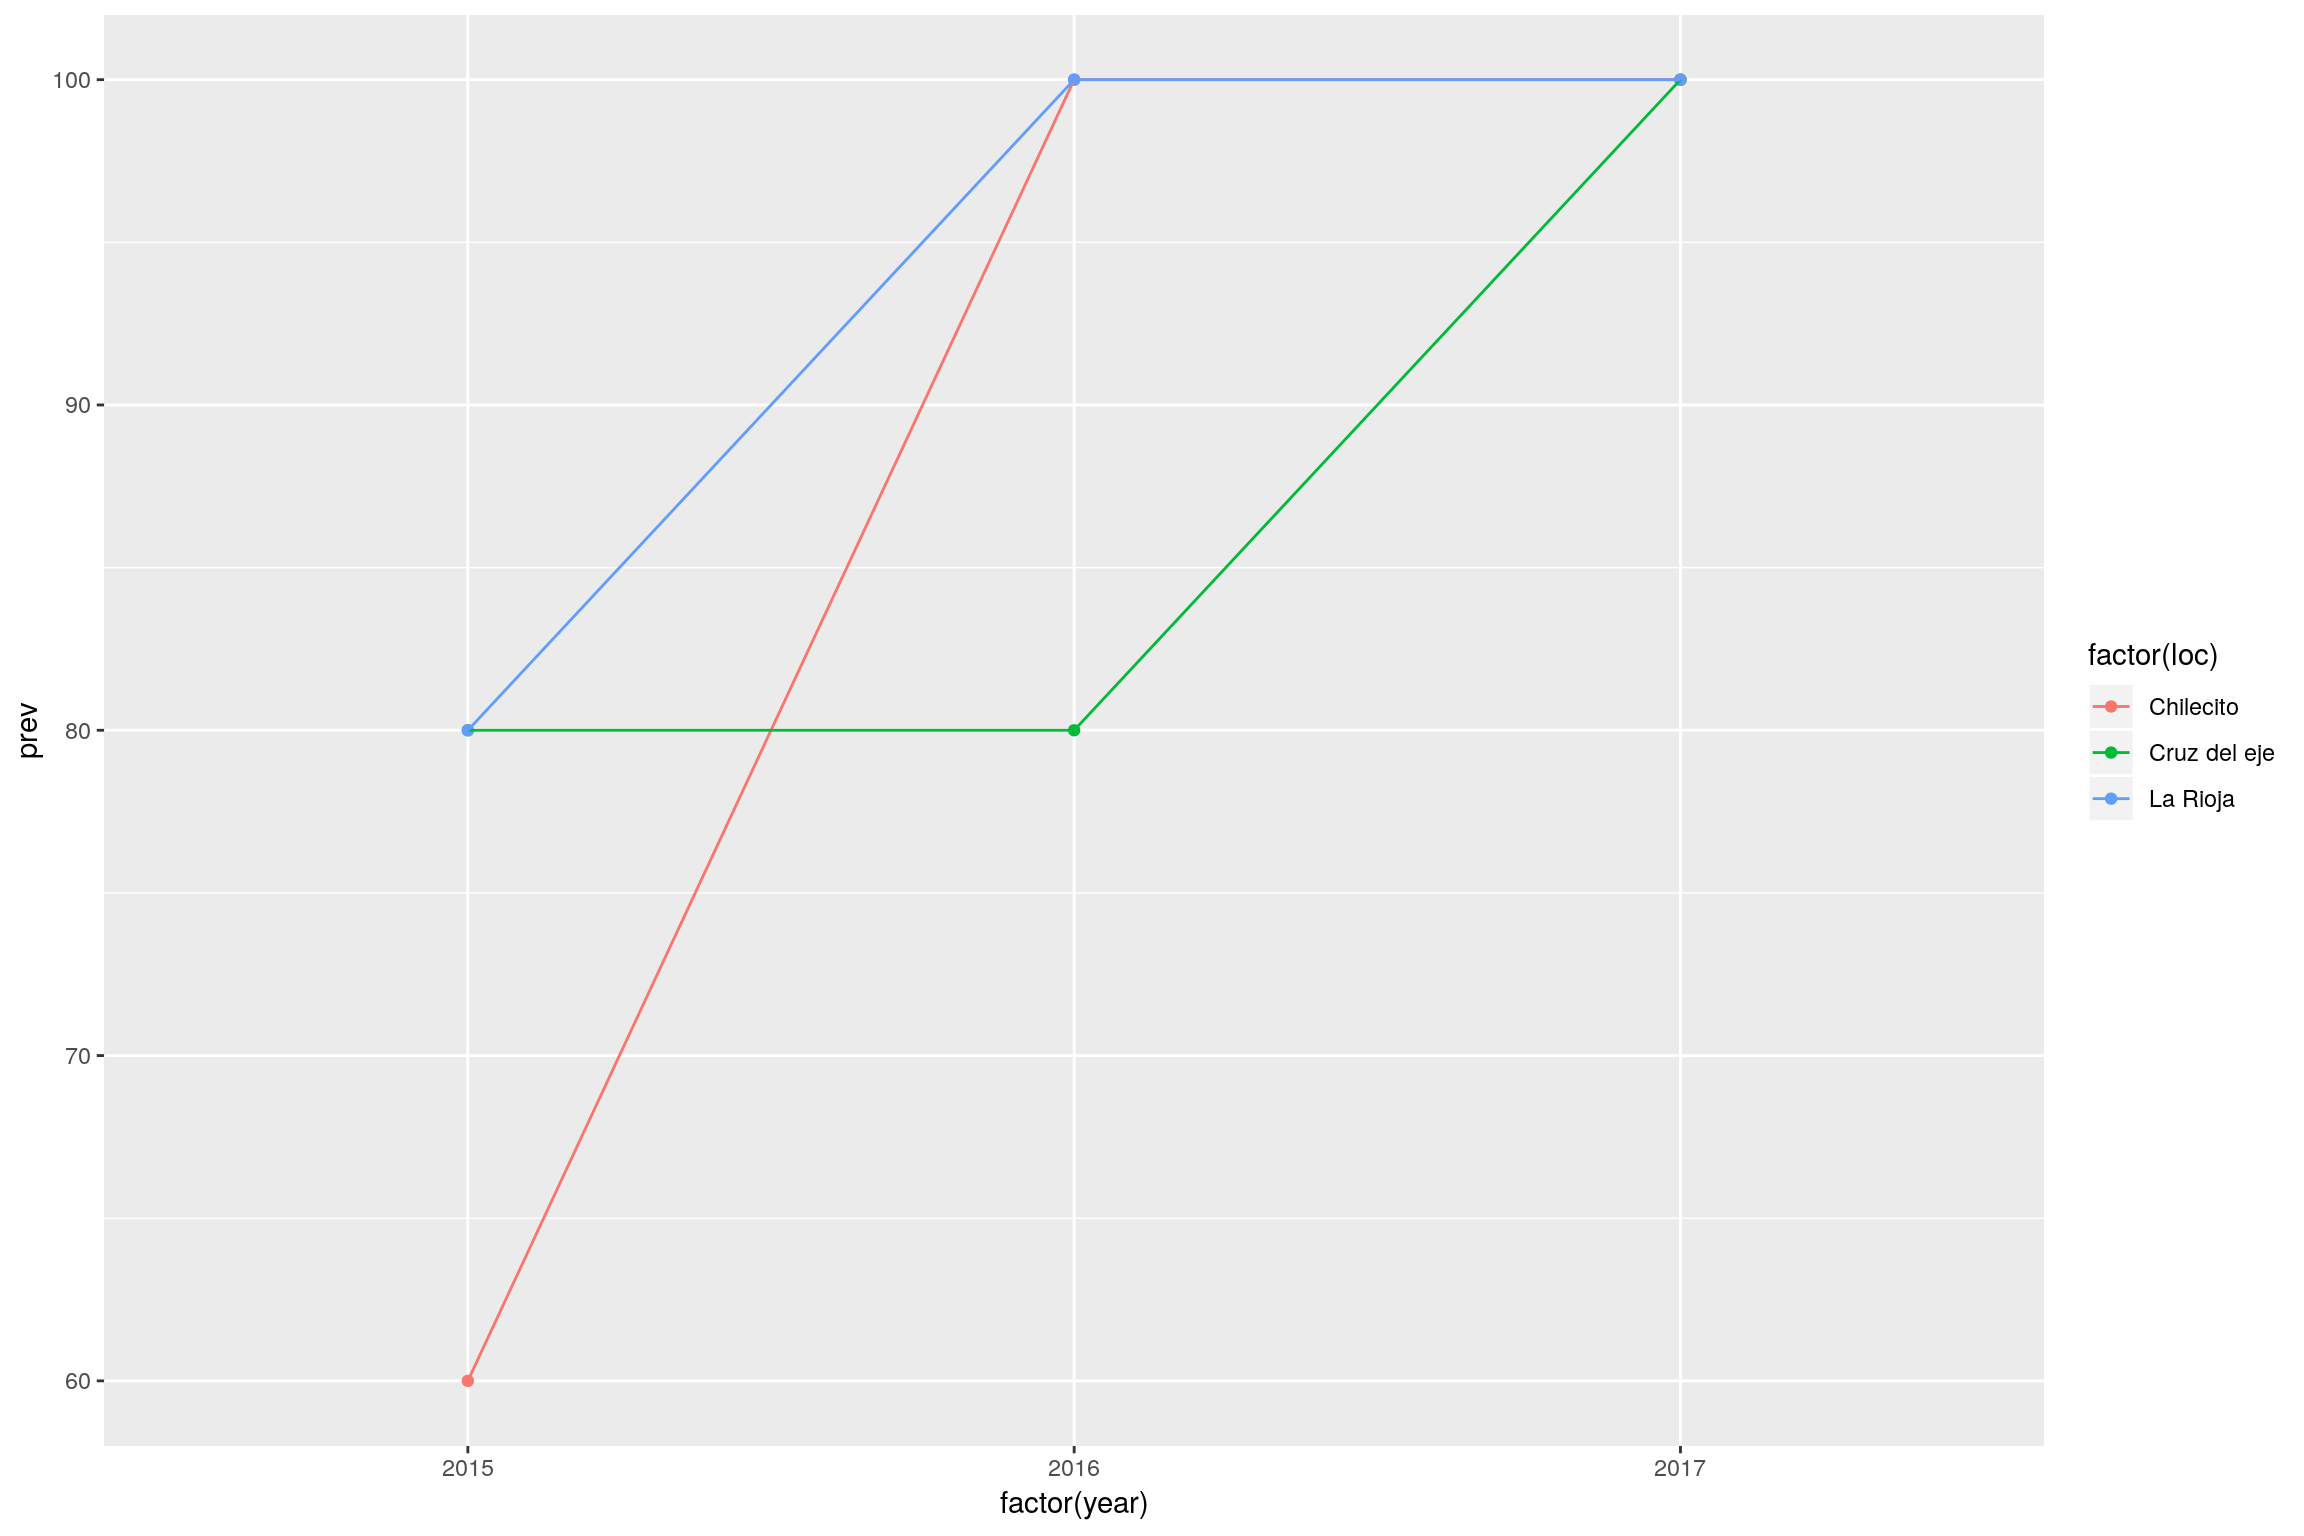 prev
100
90
80
70
60
2015 2016 2017
factor(year)
factor(loc)
Chilecito
Cruz del eje
La Rioja